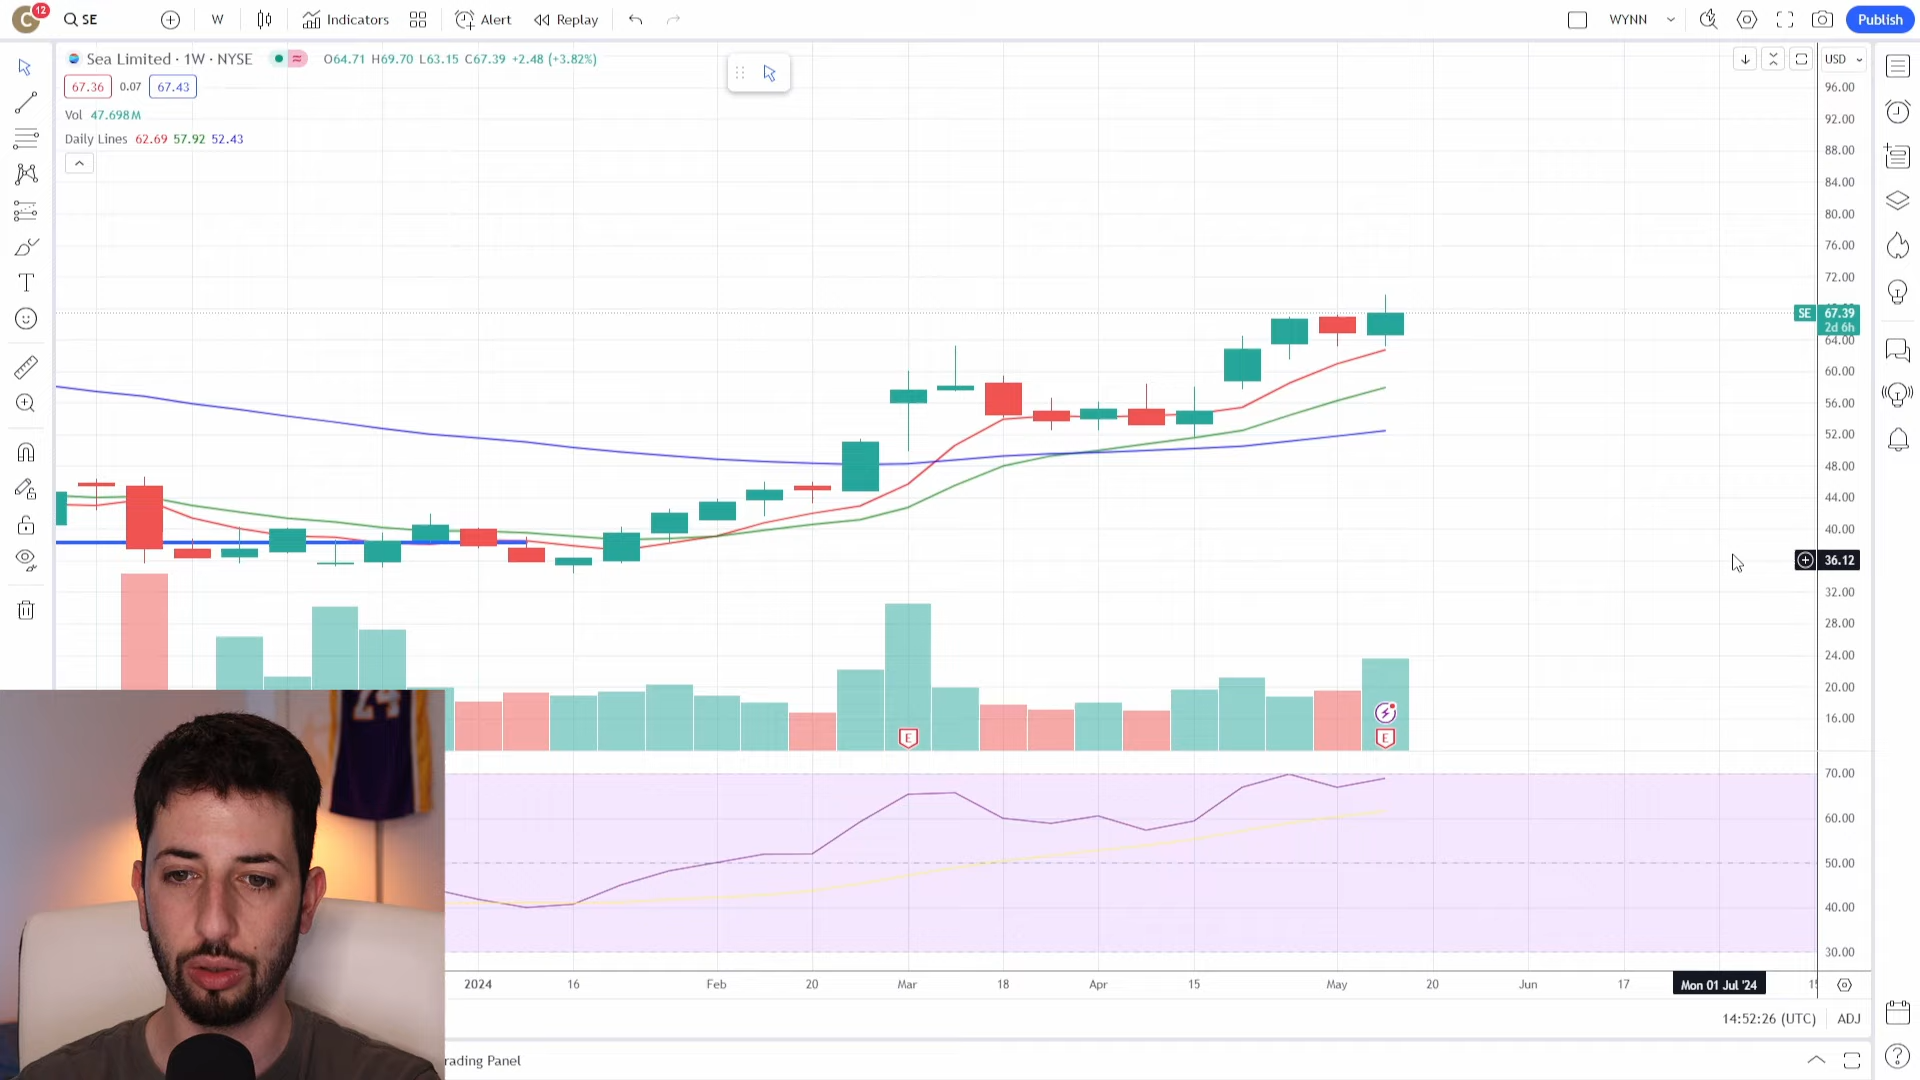 C 12 SE W Indicators Alert Replay WYNN Publish
Sea Limited · 1W · NYSE O64.71 H69.70 L63.15 C67.39 +2.48 (+3.82%) USD
67.36 0.07 67.43
Vol 47.698M
Daily Lines 62.69 57.92 52.43
96.00
92.00
88.00
84.00
80.00
76.00
72.00
SE 67.39
2d 6h
64.00
60.00
56.00
52.00
48.00
44.00
40.00
36.12
32.00
28.00
24.00
20.00
16.00
E E
24
70.00
60.00
50.00
40.00
30.00
2024 16 Feb 20 Mar 18 Apr 15 May 20 Jun 17 Mon 01 Jul '24
14:52:26 (UTC) ADJ
rading Panel